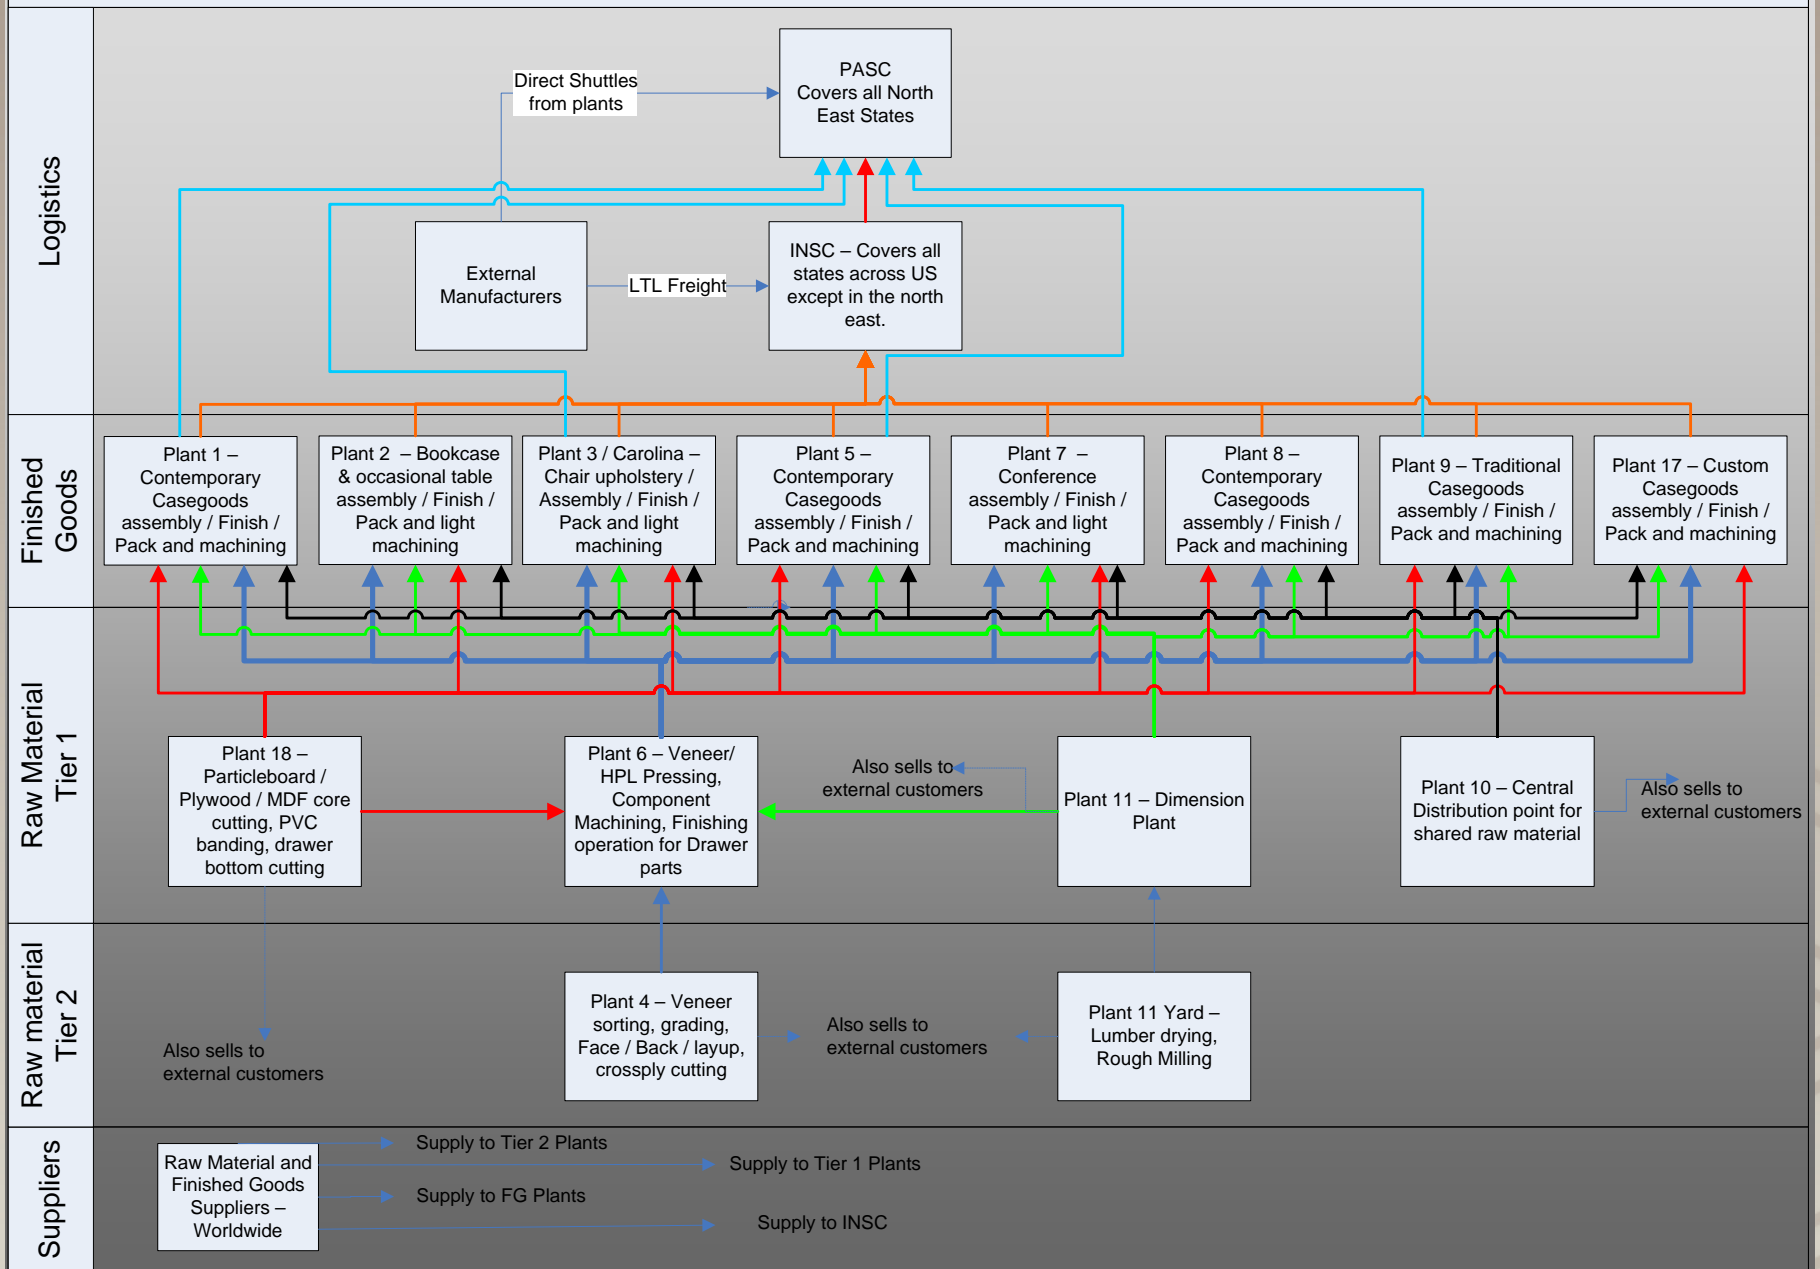 Logistics
PASC
Covers all North
East States
Direct Shuttles
from plants
External
Manufacturers
LTL Freight
INSC – Covers all
states across US
except in the north
east.
Finished
Goods
Plant 1 –
Contemporary
Casegoods
assembly / Finish /
Pack and machining
Plant 2 – Bookcase
& occasional table
assembly / Finish /
Pack and light
machining
Plant 3 / Carolina –
Chair upholstery /
Assembly / Finish /
Pack and light
machining
Plant 5 –
Contemporary
Casegoods
assembly / Finish /
Pack and machining
Plant 7 –
Conference
assembly / Finish /
Pack and light
machining
Plant 8 –
Contemporary
Casegoods
assembly / Finish /
Pack and machining
Plant 9 – Traditional
Casegoods
assembly / Finish /
Pack and machining
Plant 17 – Custom
Casegoods
assembly / Finish /
Pack and machining
Raw Material
Tier 1
Plant 18 –
Particleboard /
Plywood / MDF core
cutting, PVC
banding, drawer
bottom cutting
Plant 6 – Veneer/
HPL Pressing,
Component
Machining, Finishing
operation for Drawer
parts
Also sells to
external customers
Plant 11 – Dimension
Plant
Plant 10 – Central
Distribution point for
shared raw material
Also sells to
external customers
Raw material
Tier 2
Also sells to
external customers
Plant 4 – Veneer
sorting, grading,
Face / Back / layup,
crossply cutting
Also sells to
external customers
Plant 11 Yard –
Lumber drying,
Rough Milling
Suppliers
Raw Material and
Finished Goods
Suppliers –
Worldwide
Supply to Tier 2 Plants
Supply to Tier 1 Plants
Supply to FG Plants
Supply to INSC